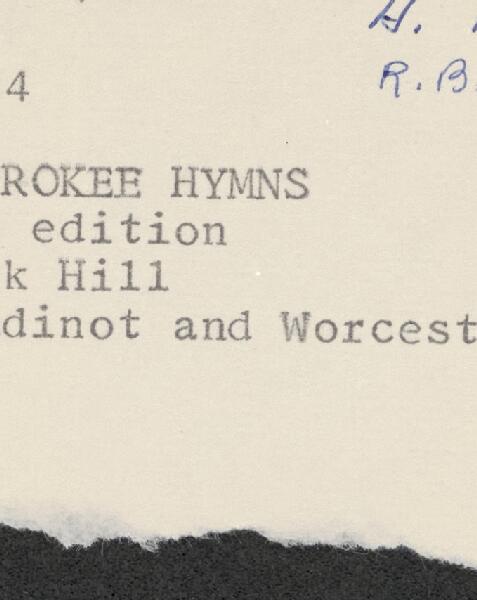 H.
R.B.
4
ROKEE HYMNS
edition
k Hill
dinot and Worcest